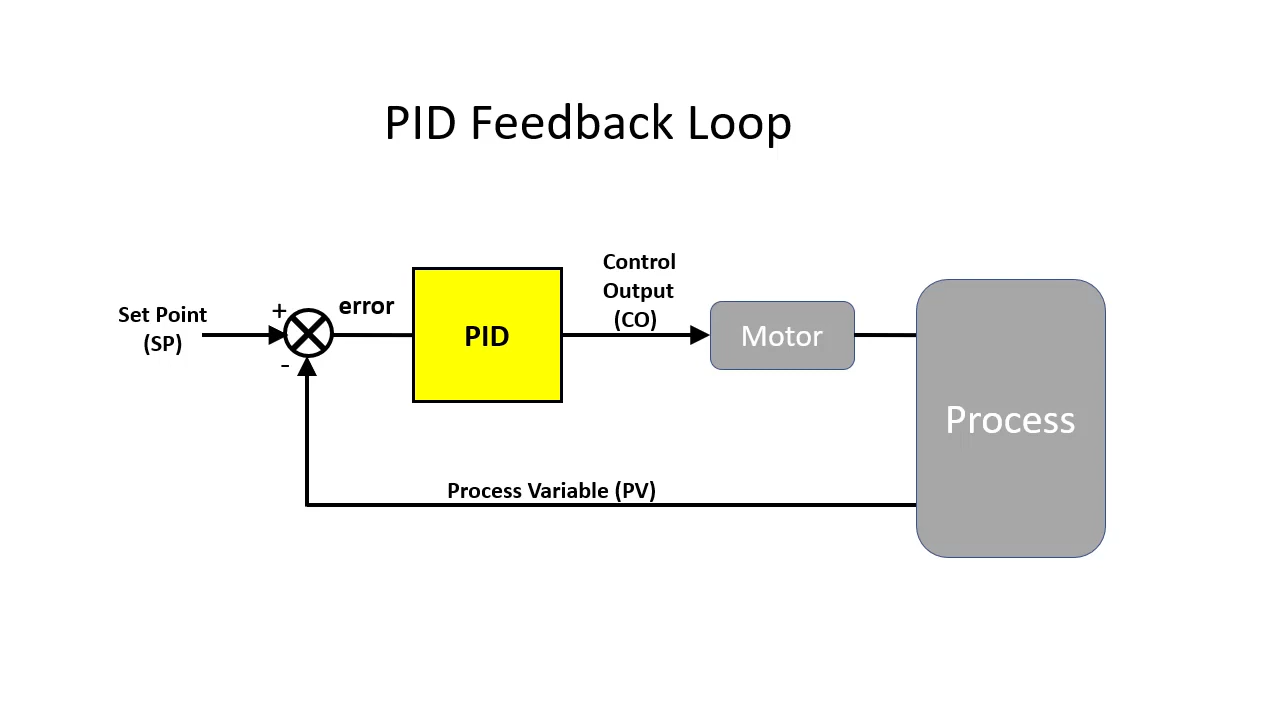 PID Feedback Loop
Control
Output
(CO)
Set Point
(SP)
+
-
error
PID
Motor
Process
Process Variable (PV)